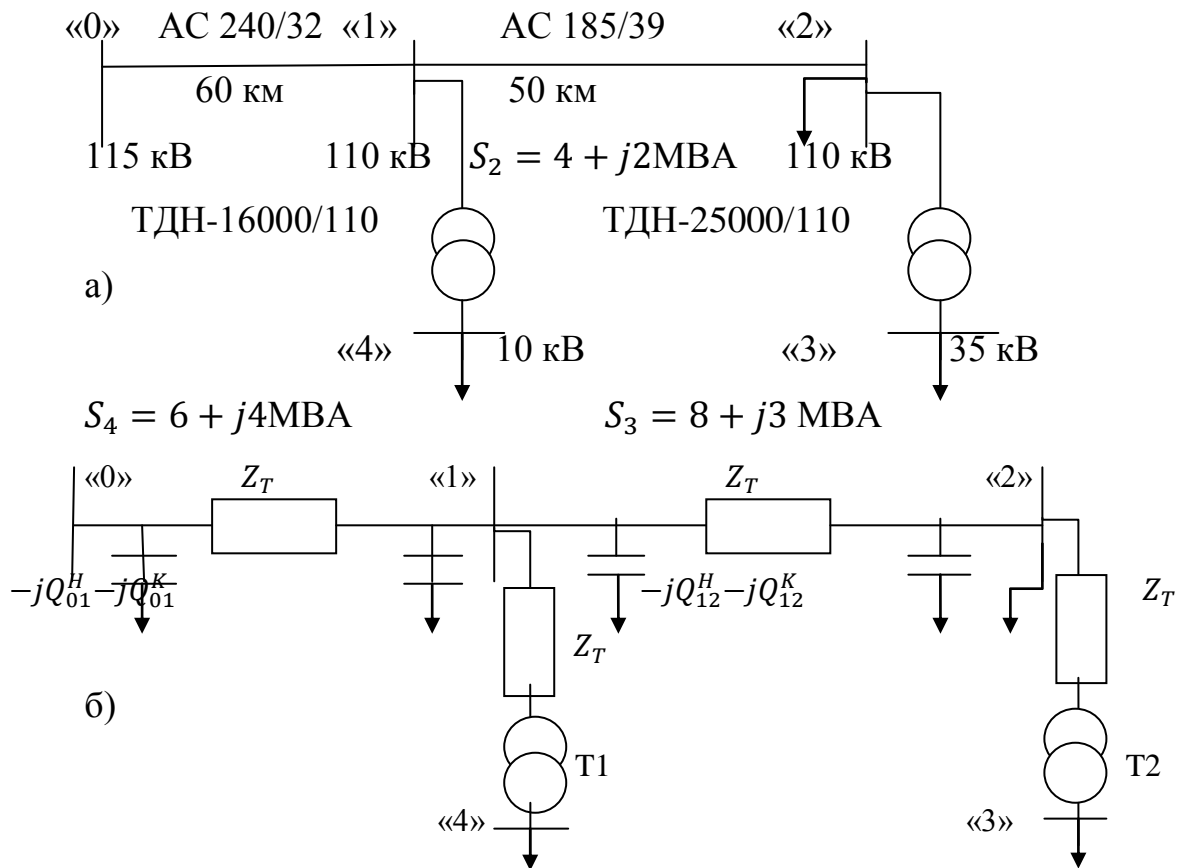 «0» АС 240/32 «1» АС 185/39 «2»
60 км 50 км
115 кВ 110 кВ S₂ = 4 + j2МВА 110 кВ
ТДН-16000/110 ТДН-25000/110
а)
«4» 10 кВ «3» 35 кВ
S₄ = 6 + j4МВА S₃ = 8 + j3 МВА
«0» Z_T «1» Z_T «2»
−jQ₀₁ᴴ−jQ₀₁ᴷ −jQ₁₂ᴴ−jQ₁₂ᴷ Z_T
Z_T
б)
Т1 Т2
«4» «3»